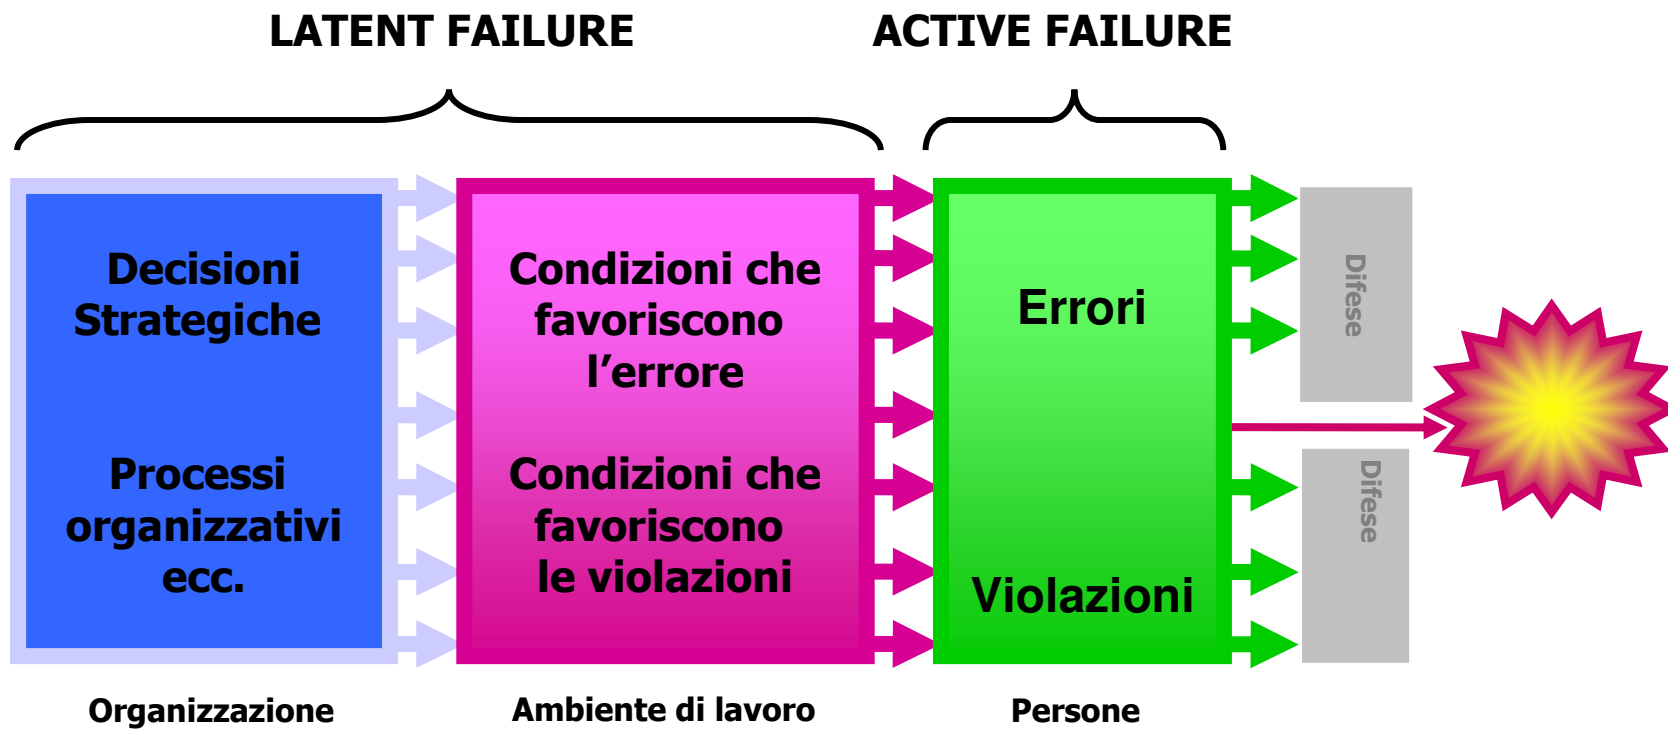 LATENT FAILURE
ACTIVE FAILURE
Decisioni
Strategiche
Processi
organizzativi
ecc.
Condizioni che
favoriscono
l’errore
Condizioni che
favoriscono
le violazioni
Errori
Violazioni
Difese
Difese
Organizzazione
Ambiente di lavoro
Persone